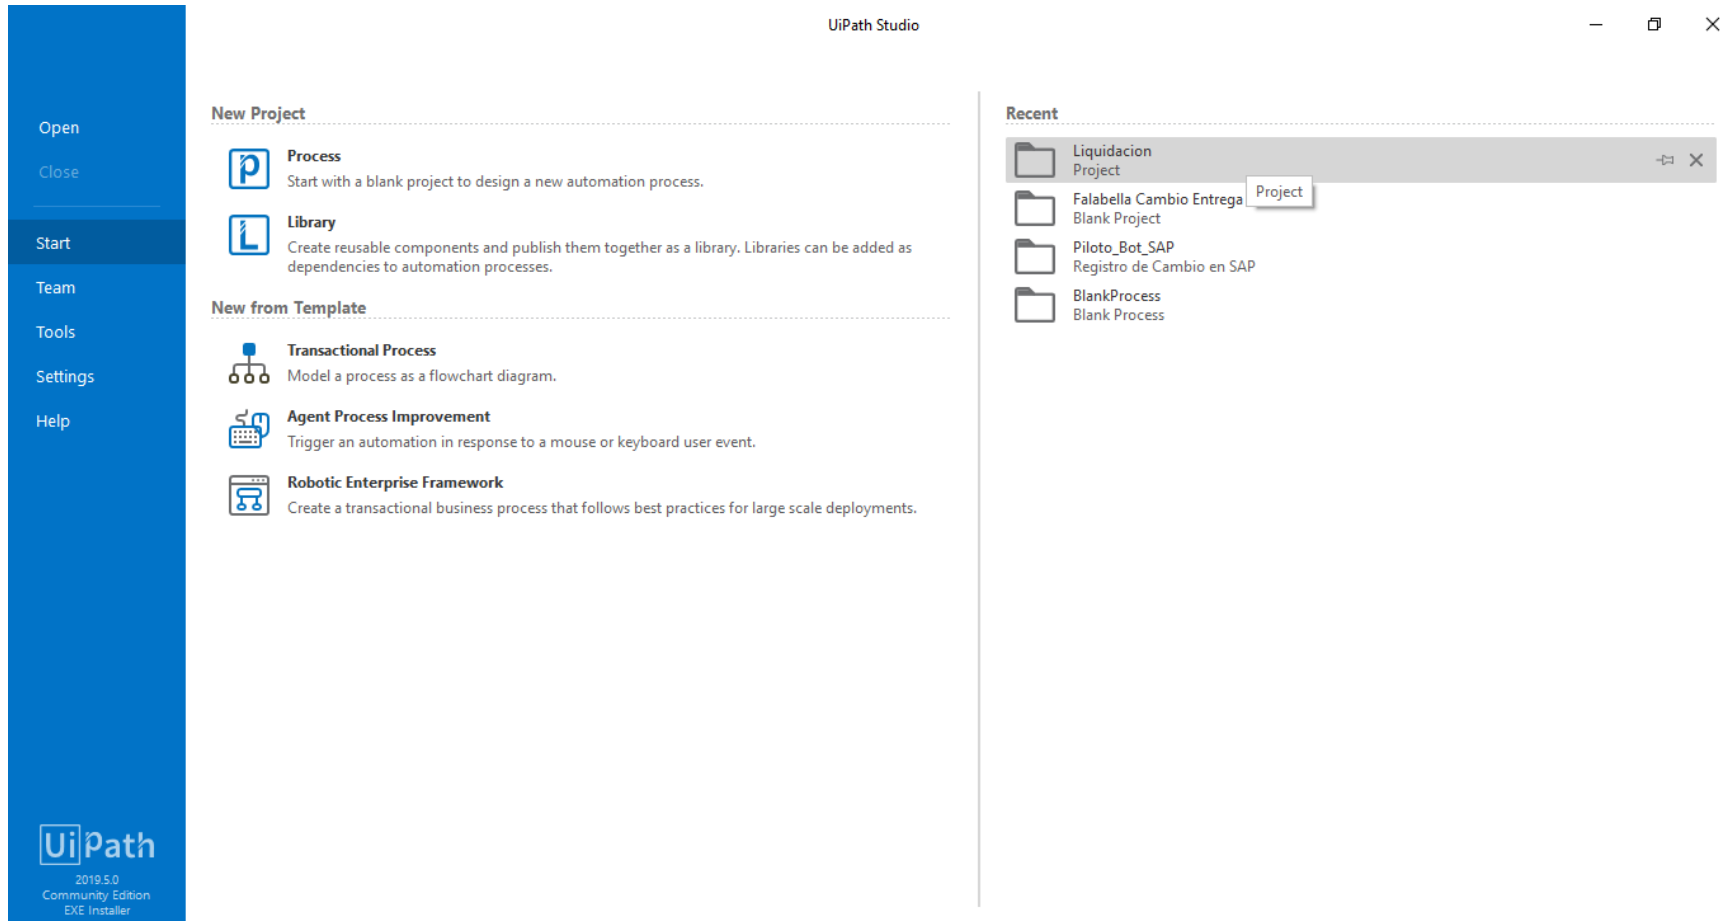 UiPath Studio
Open
Close
Start
Team
Tools
Settings
Help
UiPath
2019.5.0
Community Edition
EXE Installer
New Project
Process
Start with a blank project to design a new automation process.
Library
Create reusable components and publish them together as a library. Libraries can be added as
dependencies to automation processes.
New from Template
Transactional Process
Model a process as a flowchart diagram.
Agent Process Improvement
Trigger an automation in response to a mouse or keyboard user event.
Robotic Enterprise Framework
Create a transactional business process that follows best practices for large scale deployments.
Recent
Liquidacion
Project
Project
Falabella Cambio Entrega
Blank Project
Piloto_Bot_SAP
Registro de Cambio en SAP
BlankProcess
Blank Process